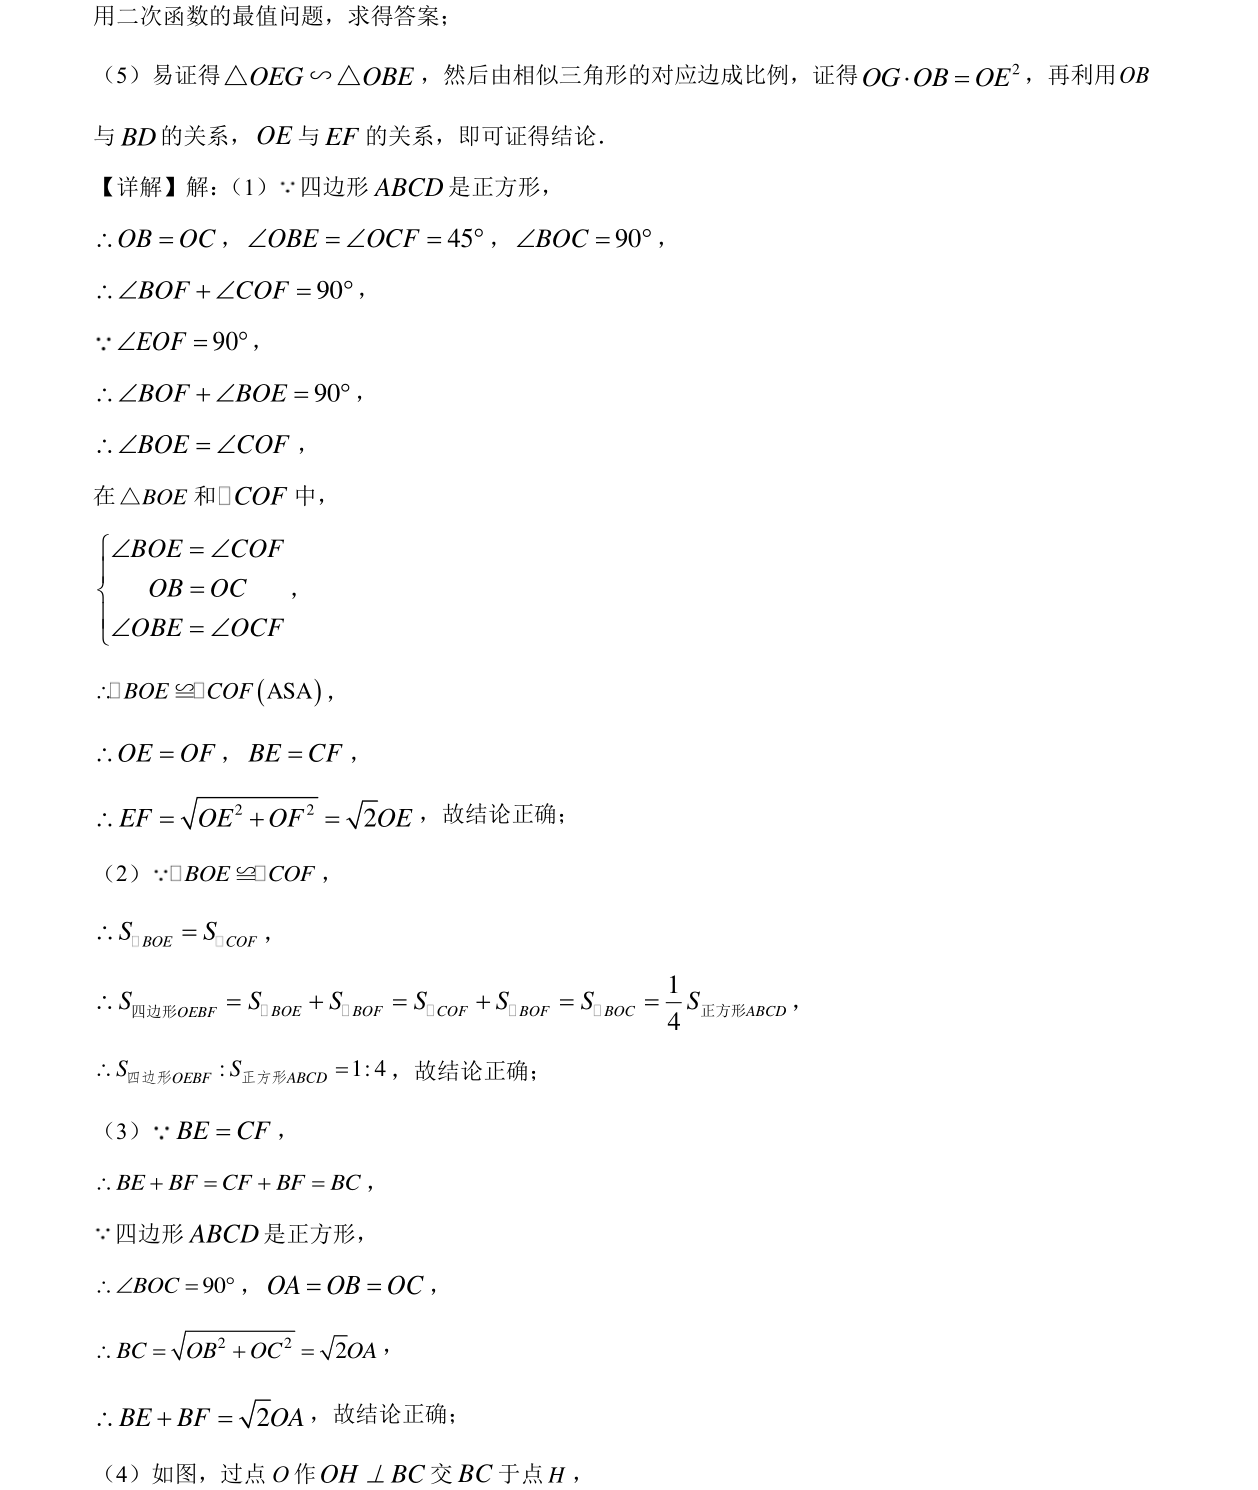 用二次函数的最值问题，求得答案；
（5）易证得△OEG∽△OBE，然后由相似三角形的对应边成比例，证得OG·OB=OE²，再利用OB
与BD的关系，OE与EF的关系，即可证得结论.
【详解】解：（1）∵四边形ABCD是正方形，
∴OB=OC，∠OBE=∠OCF=45°，∠BOC=90°，
∴∠BOF+∠COF=90°，
∵∠EOF=90°，
∴∠BOF+∠BOE=90°，
∴∠BOE=∠COF，
在△BOE和□COF中，
∠BOE=∠COF
OB=OC，
∠OBE=∠OCF
∴□BOE≌□COF(ASA)，
∴OE=OF，BE=CF，
∴EF=√(OE²+OF²)=√2OE，故结论正确；
（2）∵□BOE≌□COF，
∴S□BOE=S□COF，
∴S四边形OEBF=S□BOE+S□BOF=S□COF+S□BOF=S□BOC=1/4S正方形ABCD，
∴S四边形OEBF:S正方形ABCD=1:4，故结论正确；
（3）∵BE=CF，
∴BE+BF=CF+BF=BC，
∵四边形ABCD是正方形，
∴∠BOC=90°，OA=OB=OC，
∴BC=√(OB²+OC²)=√2OA，
∴BE+BF=√2OA，故结论正确；
（4）如图，过点O作OH⊥BC交BC于点H，